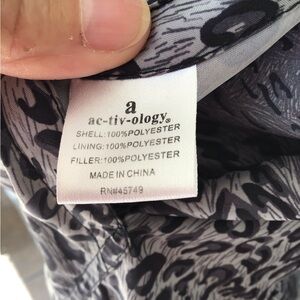 a
ac-tiv-ology®
SHELL:100%POLYESTER
LINING:100%POLYESTER
FILLER:100%POLYESTER
MADE IN CHINA
RN#45749